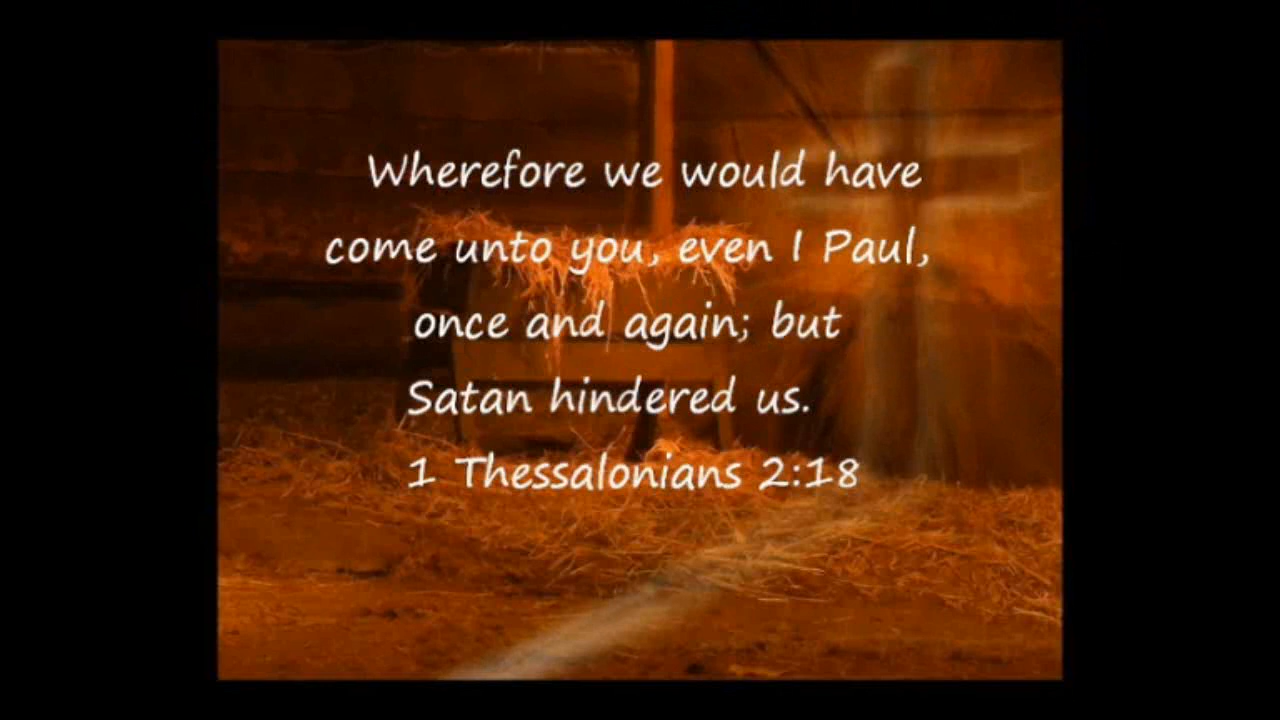 Wherefore we would have
come unto you, even I Paul,
once and again; but
Satan hindered us.
1 Thessalonians 2:18